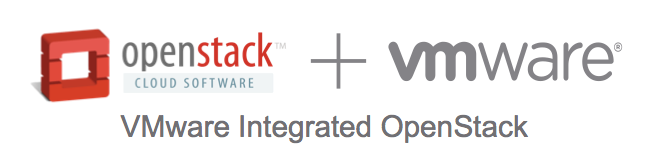 openstack™ + vmware®
CLOUD SOFTWARE
VMware Integrated OpenStack